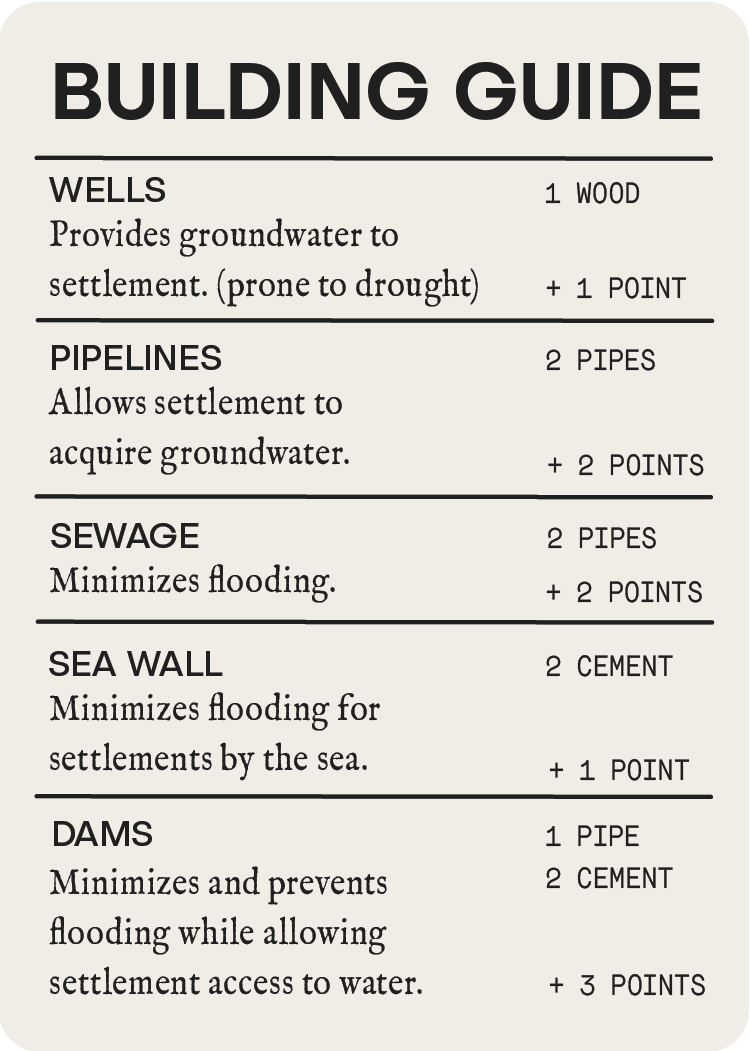 BUILDING GUIDE
WELLS
1 WOOD
Provides groundwater to
settlement. (prone to drought)
+ 1 POINT
PIPELINES
2 PIPES
Allows settlement to
acquire groundwater.
+ 2 POINTS
SEWAGE
2 PIPES
Minimizes flooding.
+ 2 POINTS
SEA WALL
2 CEMENT
Minimizes flooding for
settlements by the sea.
+ 1 POINT
DAMS
1 PIPE
2 CEMENT
Minimizes and prevents
flooding while allowing
settlement access to water.
+ 3 POINTS